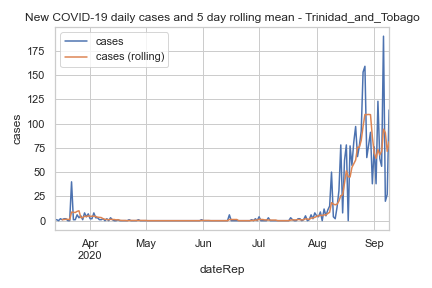 New COVID-19 daily cases and 5 day rolling mean - Trinidad_and_Tobago
cases
cases (rolling)
175
150
125
100
75
50
25
0
cases
Apr
2020
May
Jun
Jul
Aug
Sep
dateRep